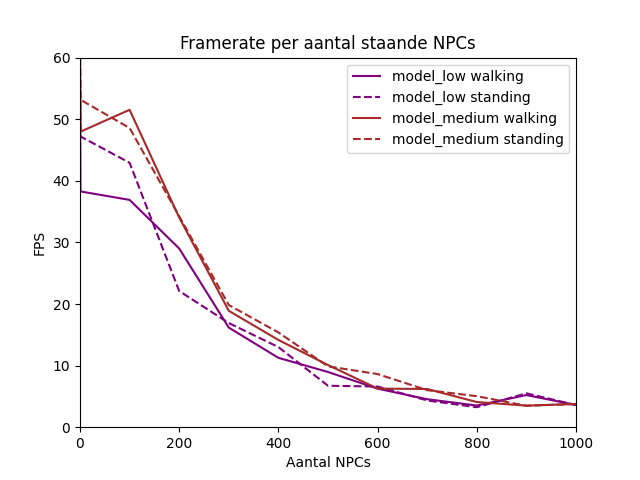 Framerate per aantal staande NPCs
model_low walking
model_low standing
model_medium walking
model_medium standing
60
50
40
30
20
10
0
FPS
0 200 400 600 800 1000
Aantal NPCs